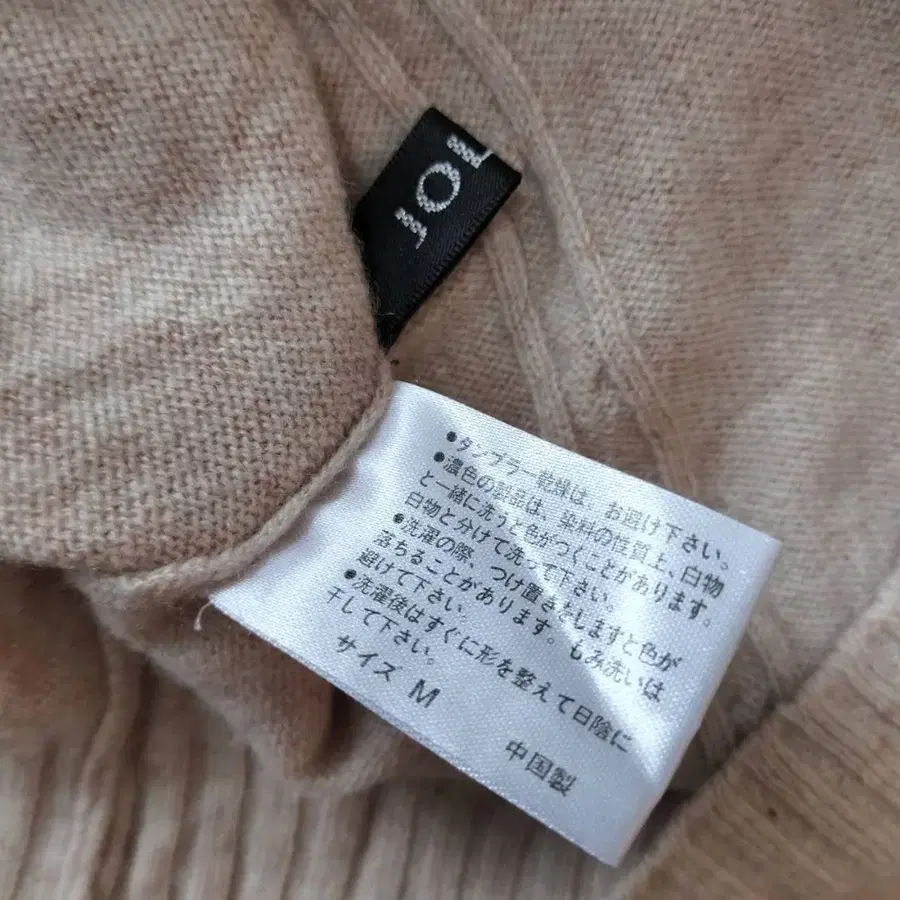 JOL
●タンブラー乾燥は、お避け下さい。
●濃色の製品は、染料の性質上、白物
と一緒に洗うと色がつくことがあります。
白物と分けて洗って下さい。
●洗濯の際、つけ置きをしますと色が
落ちることがあります。もみ洗いは
避けて下さい。
●洗濯後はすぐに形を整えて日陰に
干して下さい。
サイズ M
中国製